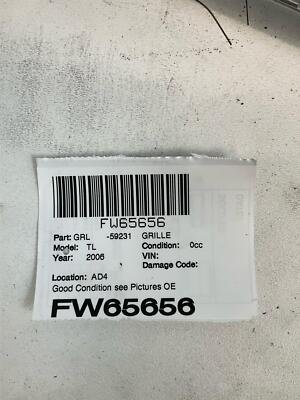 FW65656
Part: GRL -59231 GRILLE
Model: TL Condition: 0cc
Year: 2006 VIN:
Damage Code:
Location: AD4
Good Condition see Pictures OE
FW65656